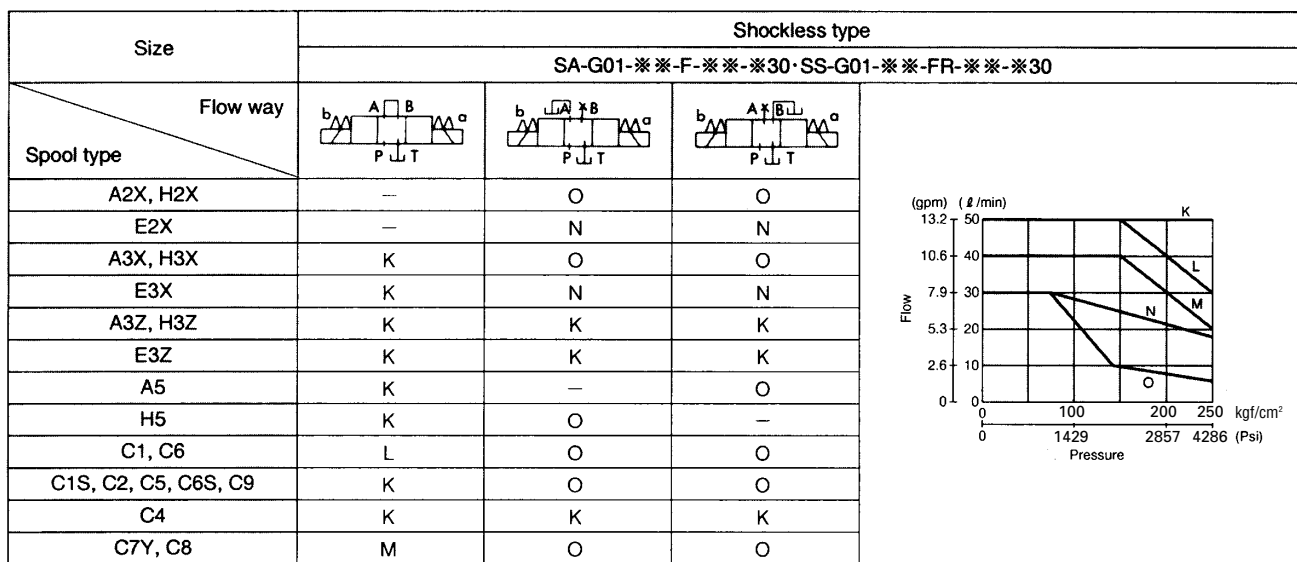 Size
Shockless type
SA-G01-※※-F-※※-※30·SS-G01-※※-FR-※※-※30
Flow way
Spool type
b A B a
P T
b A B a
P T
b A B a
P T
A2X, H2X — O O
E2X — N N
A3X, H3X K O O
E3X K N N
A3Z, H3Z K K K
E3Z K K K
A5 K — O
H5 K O —
C1, C6 L O O
C1S, C2, C5, C6S, C9 K O O
C4 K K K
C7Y, C8 M O O
(gpm) (ℓ/min)
K
13.2 50
10.6 40
L
7.9 30
M
N
5.3 20
2.6 10
O
0 0
Flow
0 100 200 250 kgf/cm²
0 1429 2857 4286 (Psi)
Pressure